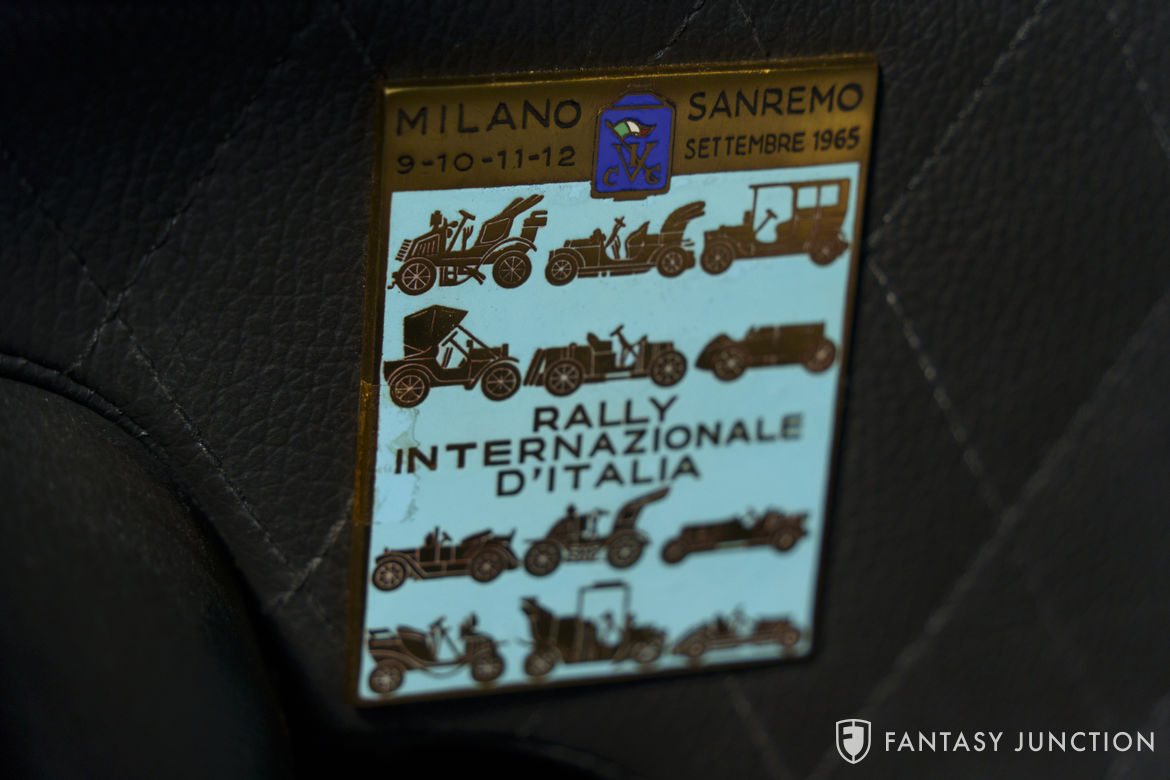 MILANO SANREMO
9-10-11-12 SETTEMBRE 1965
RALLY
INTERNAZIONALE
D'ITALIA
FANTASY JUNCTION